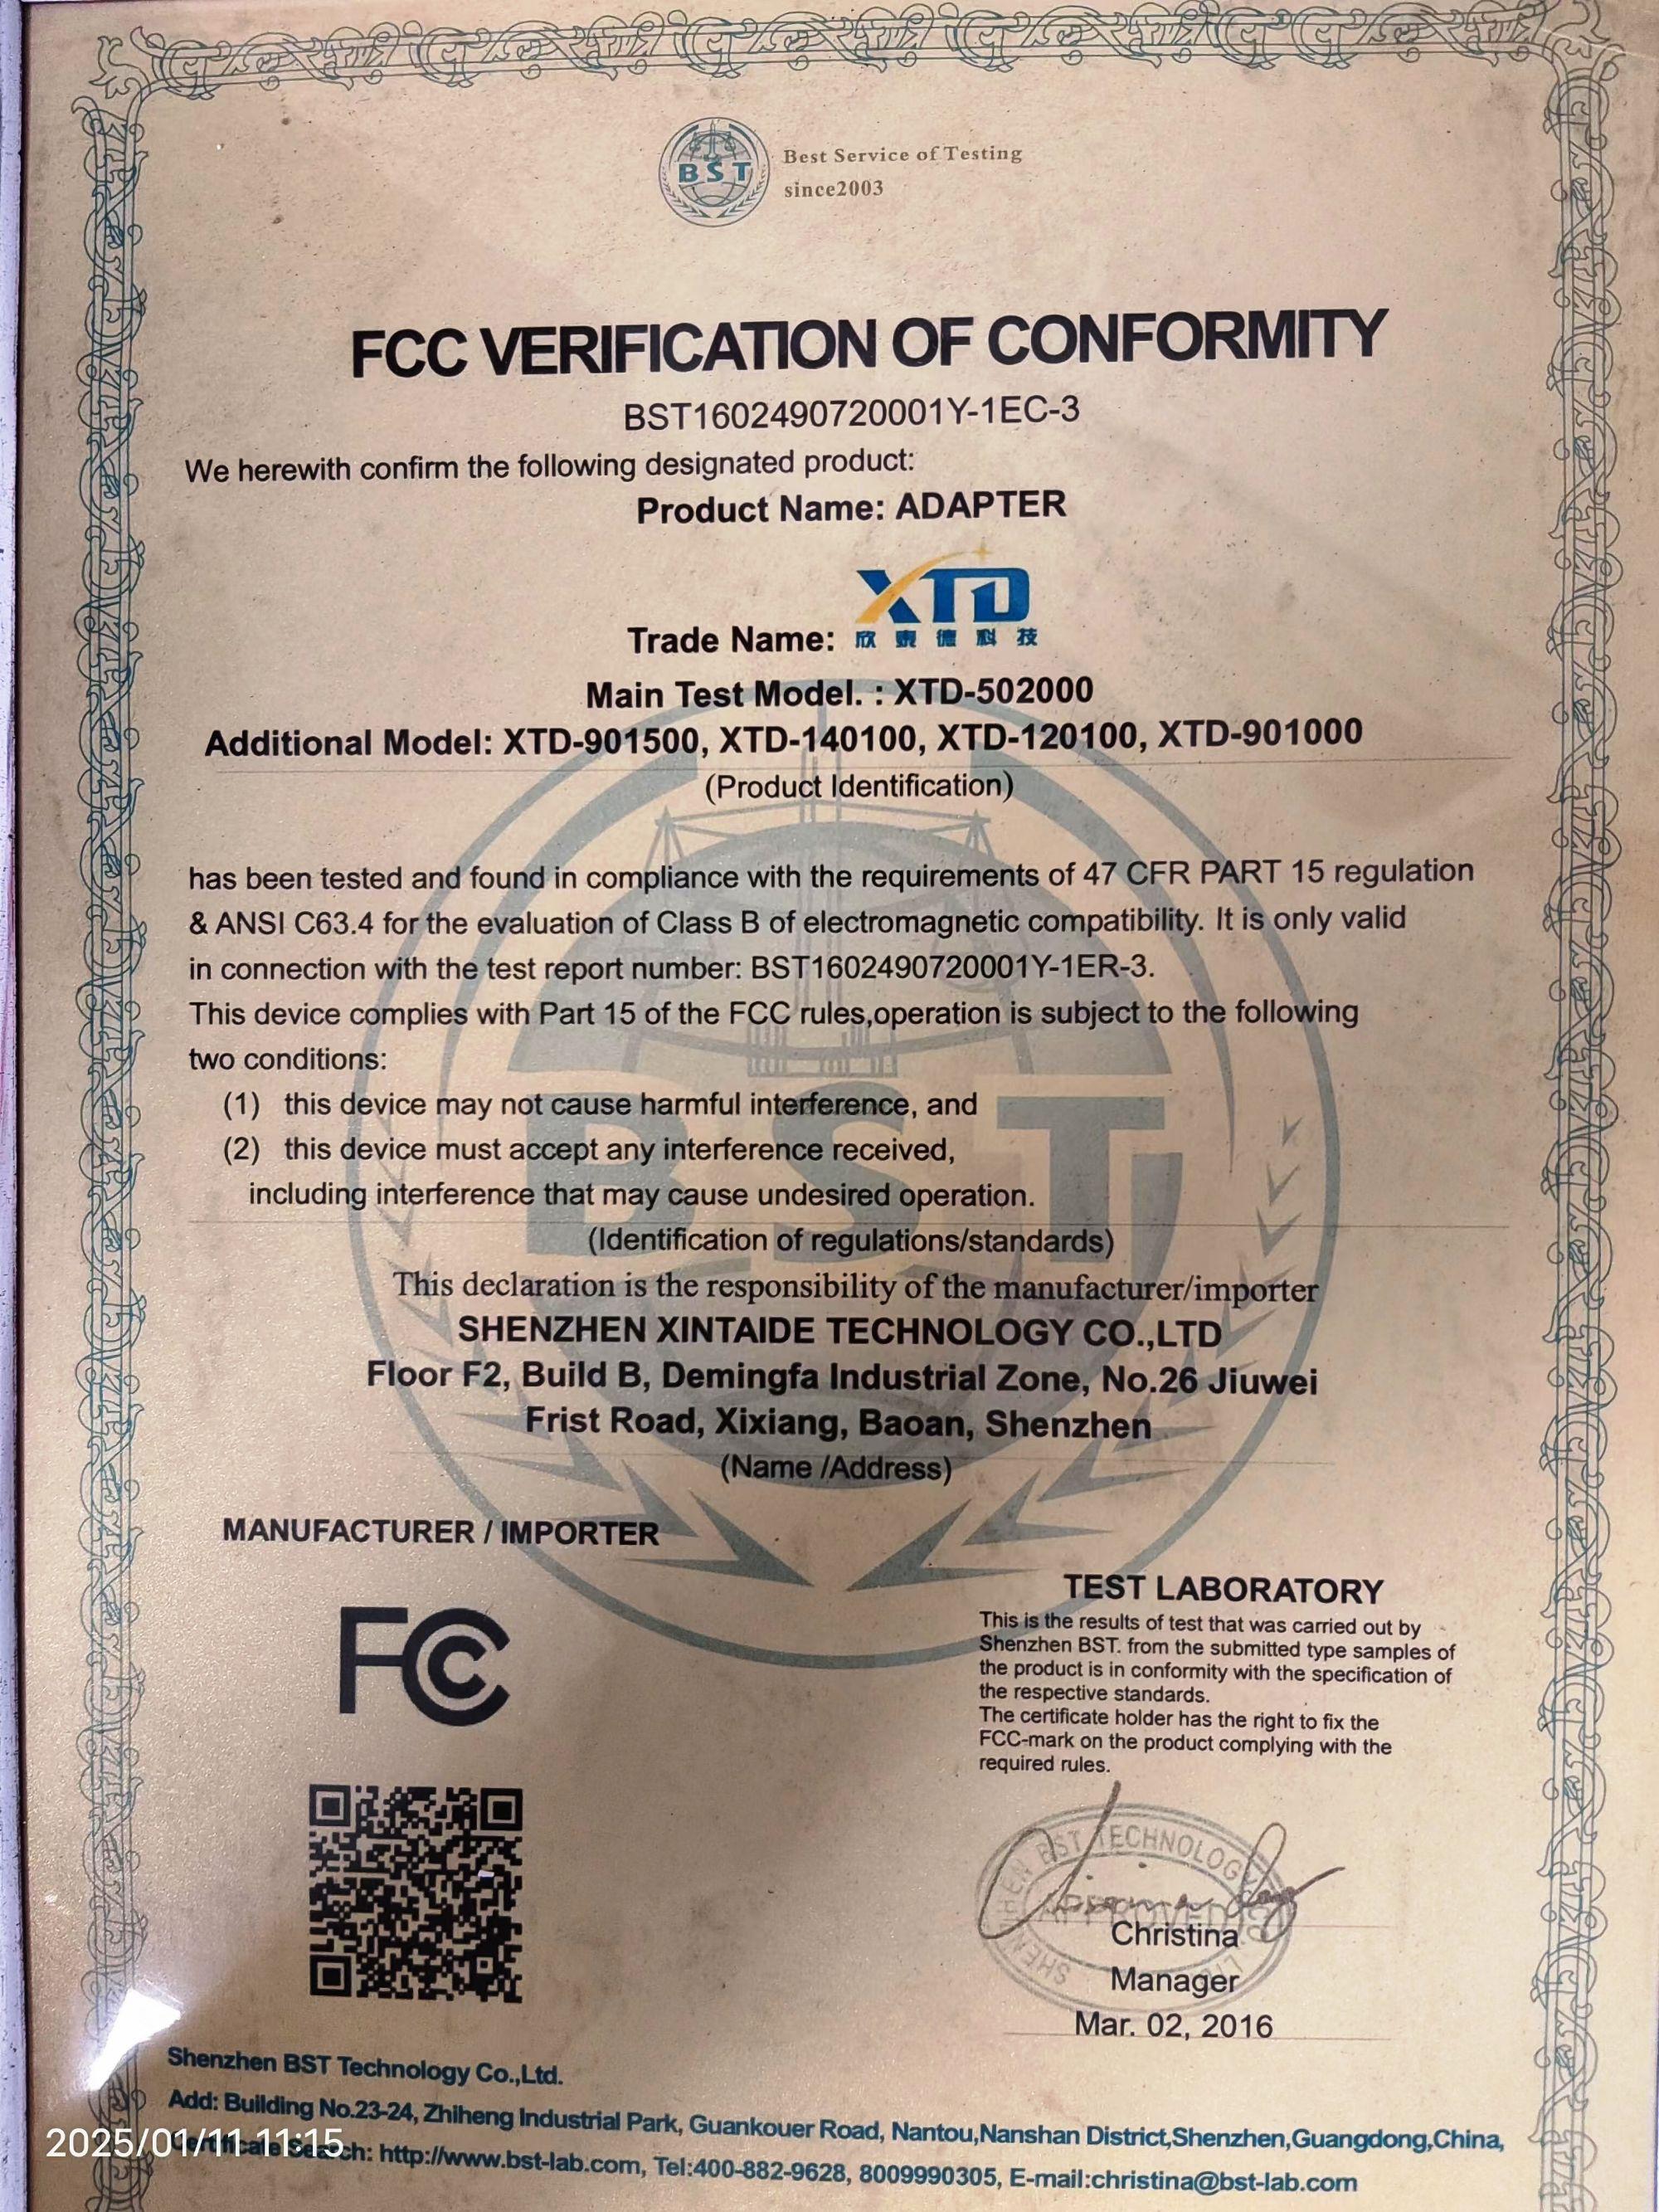 BST
Best Service of Testing
since2003
FCC VERIFICATION OF CONFORMITY
BST1602490720001Y-1EC-3
We herewith confirm the following designated product:
Product Name: ADAPTER
XTD
Trade Name: 欣泰德科技
Main Test Model. : XTD-502000
Additional Model: XTD-901500, XTD-140100, XTD-120100, XTD-901000
(Product Identification)
has been tested and found in compliance with the requirements of 47 CFR PART 15 regulation
& ANSI C63.4 for the evaluation of Class B of electromagnetic compatibility. It is only valid
in connection with the test report number: BST1602490720001Y-1ER-3.
This device complies with Part 15 of the FCC rules,operation is subject to the following
two conditions:
(1) this device may not cause harmful interference, and
(2) this device must accept any interference received,
including interference that may cause undesired operation.
BST
(Identification of regulations/standards)
This declaration is the responsibility of the manufacturer/importer
SHENZHEN XINTAIDE TECHNOLOGY CO.,LTD
Floor F2, Build B, Demingfa Industrial Zone, No.26 Jiuwei
Frist Road, Xixiang, Baoan, Shenzhen
(Name /Address)
MANUFACTURER / IMPORTER
FC
TEST LABORATORY
This is the results of test that was carried out by
Shenzhen BST. from the submitted type samples of
the product is in conformity with the specification of
the respective standards.
The certificate holder has the right to fix the
FCC-mark on the product complying with the
required rules.
SHENZHEN BST TECHNOLOGY CO., LTD.
APPROVED
Christina
Manager
Mar. 02, 2016
Shenzhen BST Technology Co.,Ltd.
Add: Building No.23-24, Zhiheng Industrial Park, Guankouer Road, Nantou,Nanshan District,Shenzhen,Guangdong,China,
Certificate Search: http://www.bst-lab.com, Tel:400-882-9628, 8009990305, E-mail:christina@bst-lab.com
2025/01/11 11:15